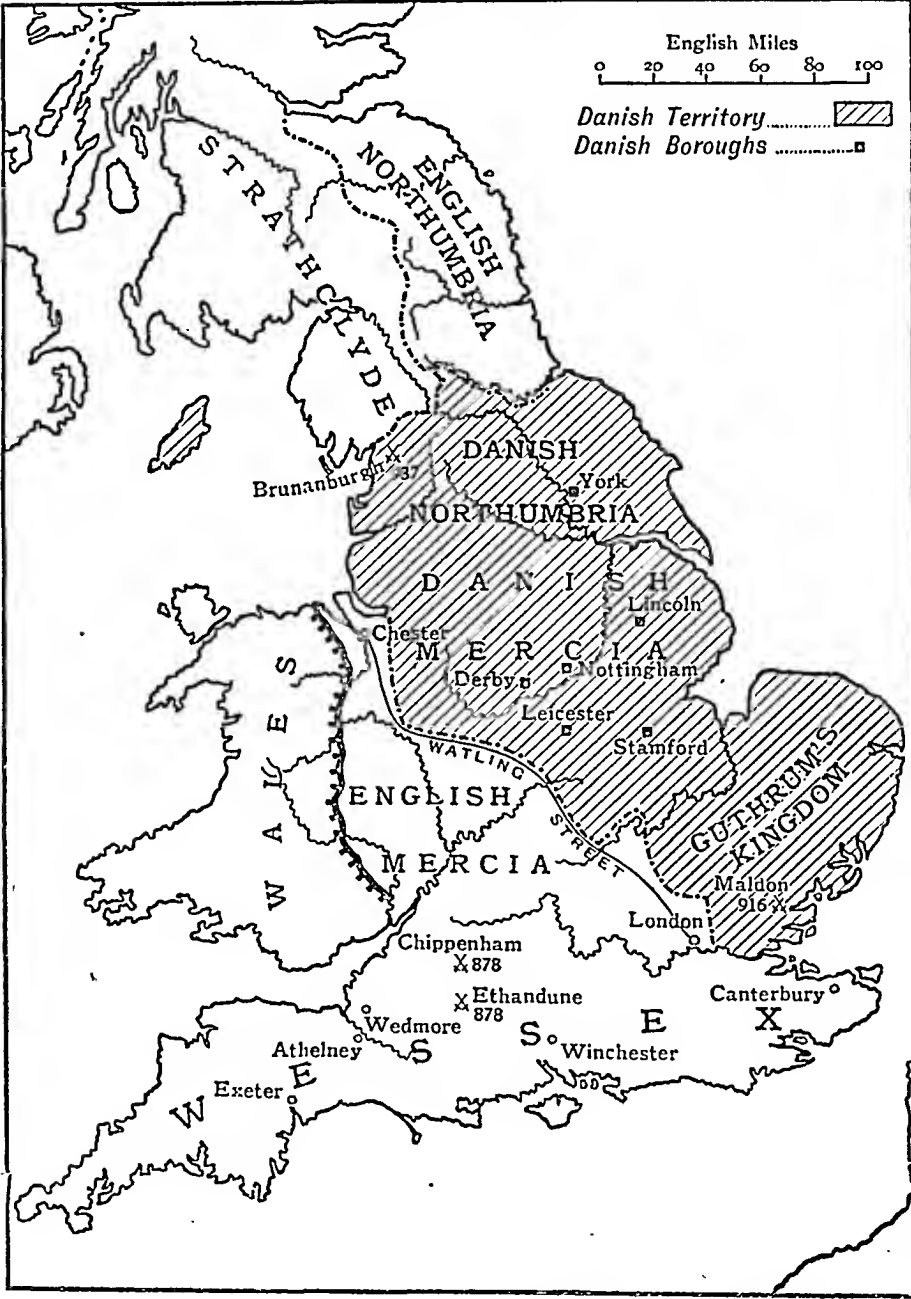 English Miles
0 20 40 60 80 100
Danish Territory
Danish Boroughs
STRATHCLYDE
ENGLISH
NORTHUMBRIA
DANISH
NORTHUMBRIA
Brunanburgh
37
York
DANISH
MERCIA
Lincoln
Chester
Nottingham
Derby
Leicester
Stamford
WATLING
STREET
WALES
ENGLISH
MERCIA
GUTHRUM'S
KINGDOM
Maldon
916
London
Chippenham
878
Ethandune
878
Canterbury
Wedmore
Athelney
Winchester
Exeter
WESSEX